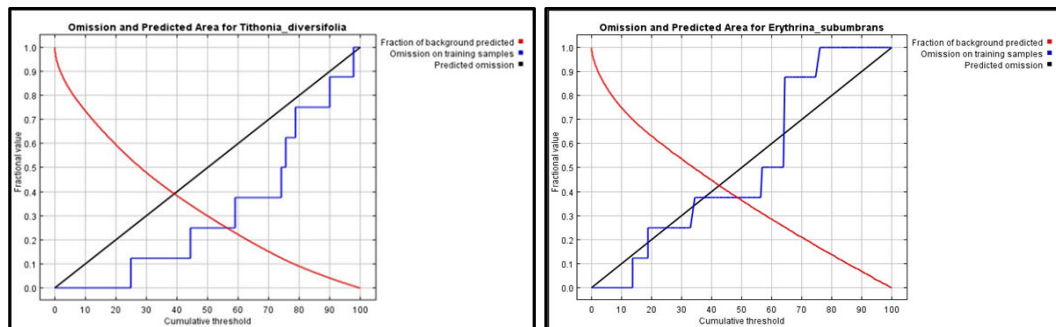 Omission and Predicted Area for Tithonia_diversifolia
Fraction of background predicted
Omission on training samples
Predicted omission
Fractional value
1.0
0.9
0.8
0.7
0.6
0.5
0.4
0.3
0.2
0.1
0.0
0 10 20 30 40 50 60 70 80 90 100
Cumulative threshold
Omission and Predicted Area for Erythrina_subumbrans
Fraction of background predicted
Omission on training samples
Predicted omission
Fractional value
1.0
0.9
0.8
0.7
0.6
0.5
0.4
0.3
0.2
0.1
0.0
0 10 20 30 40 50 60 70 80 90 100
Cumulative threshold